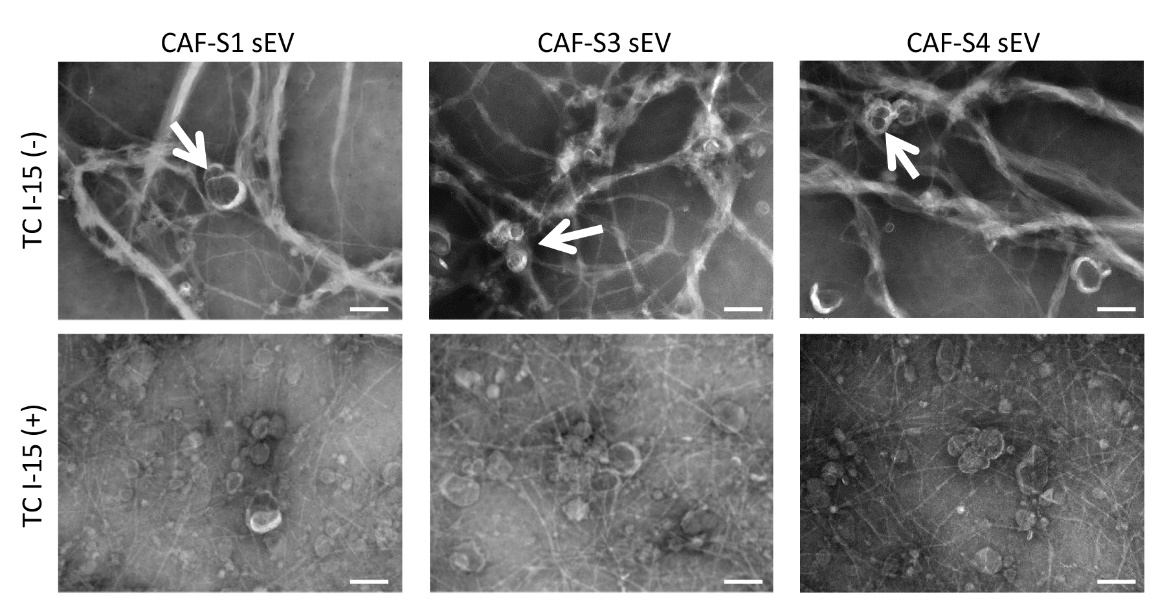 CAF-S1 sEV
CAF-S3 sEV
CAF-S4 sEV
TC I-15 (-)
TC I-15 (+)